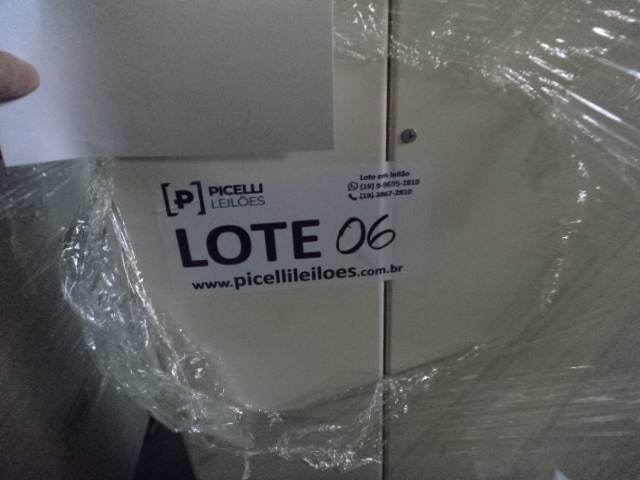 [P] PICELLI
LEILÕES
Lote em leilão
(19) 9-9695-2810
(19) 3867-2810
LOTE 06
www.picellileiloes.com.br